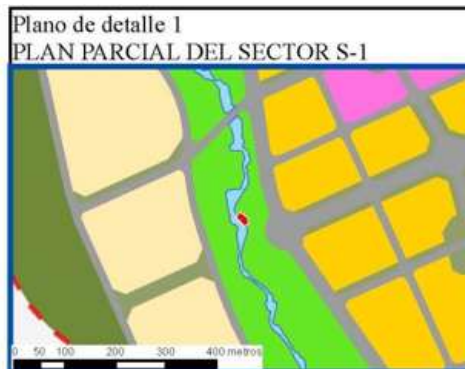 Plano de detalle 1
PLAN PARCIAL DEL SECTOR S-1
0 50 100 200 300 400 metros